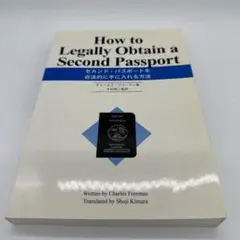 How to
Legally Obtain a
Second Passport
セカンド・パスポートを
合法的に手に入れる方法
Written by Charles Freeman
Translated by Shoji Kimura